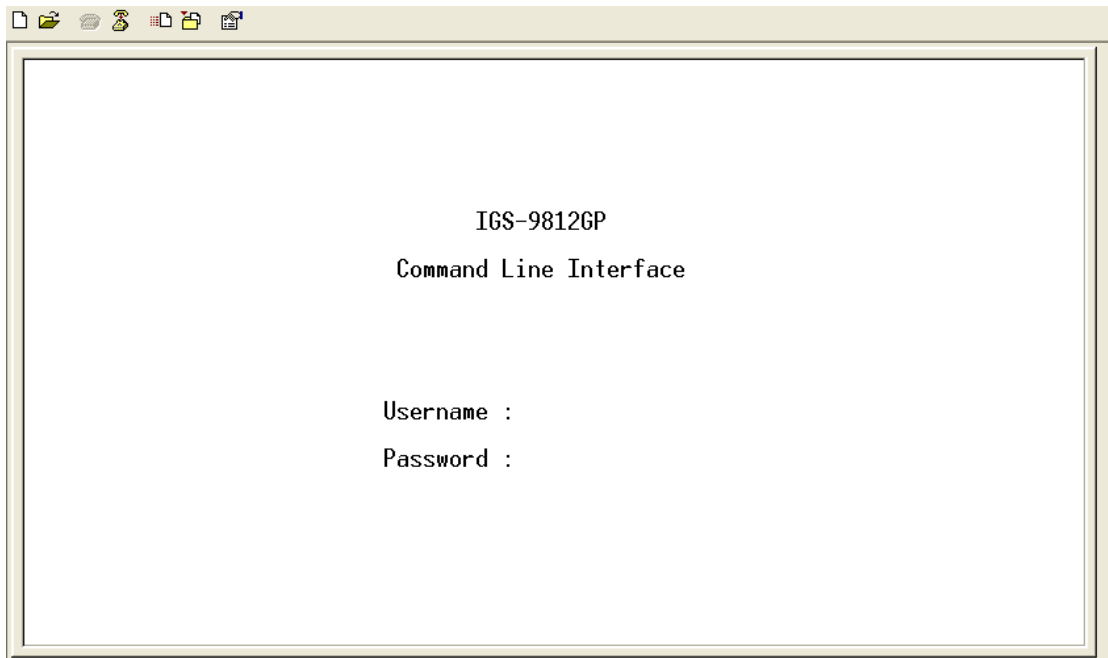 IGS-9812GP
Command Line Interface
Username :
Password :